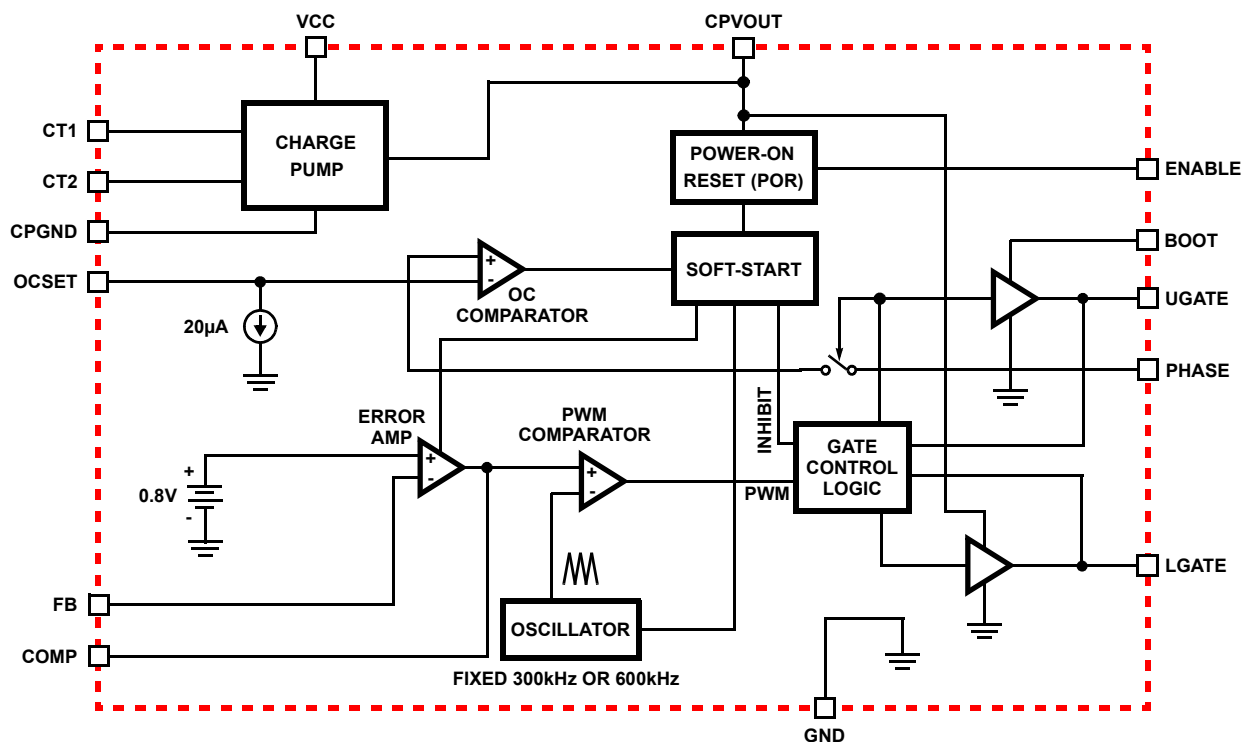 VCC
CPVOUT
CT1
CT2
CPGND
OCSET
CHARGE
PUMP
POWER-ON
RESET (POR)
ENABLE
BOOT
UGATE
PHASE
SOFT-START
+
-
OC
COMPARATOR
20µA
ERROR
AMP
PWM
COMPARATOR
INHIBIT
GATE
CONTROL
LOGIC
PWM
+
0.8V
-
+
-
+
-
LGATE
FB
OSCILLATOR
COMP
FIXED 300kHz OR 600kHz
GND